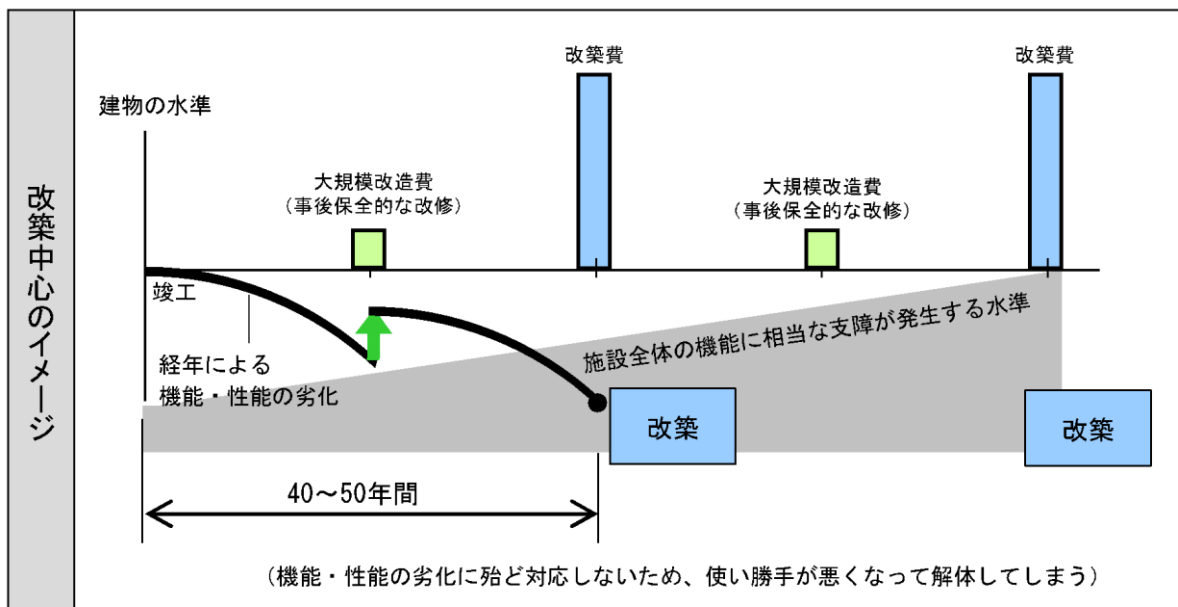 改築中心のイメージ
建物の水準
改築費
改築費
大規模改造費
（事後保全的な改修）
大規模改造費
（事後保全的な改修）
竣工
経年による
機能・性能の劣化
施設全体の機能に相当な支障が発生する水準
改築
改築
40～50年間
（機能・性能の劣化に殆ど対応しないため、使い勝手が悪くなって解体してしまう）